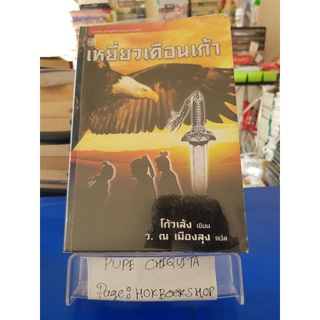 เหยี่ยวเดือนเก้า
โก้วเล้ง เขียน
ว. ณ เมืองลุง แปล
PUPE CHIQUITA
Page: HOKBOOKSHOP